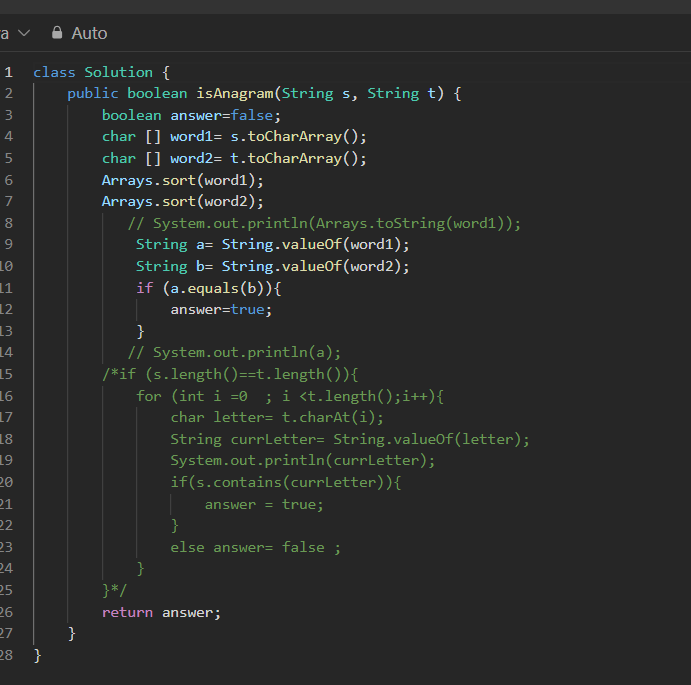 a Auto
1 class Solution {
2 public boolean isAnagram(String s, String t) {
3 boolean answer=false;
4 char [] word1= s.toCharArray();
5 char [] word2= t.toCharArray();
6 Arrays.sort(word1);
7 Arrays.sort(word2);
8 // System.out.println(Arrays.toString(word1));
9 String a= String.valueOf(word1);
10 String b= String.valueOf(word2);
11 if (a.equals(b)){
12 answer=true;
13 }
14 // System.out.println(a);
15 /*if (s.length()==t.length()){
16 for (int i =0  ; i <t.length();i++){
17 char letter= t.charAt(i);
18 String currLetter= String.valueOf(letter);
19 System.out.println(currLetter);
20 if(s.contains(currLetter)){
21 answer = true;
22 }
23 else answer= false ;
24 }
25 }*/
26 return answer;
27 }
28 }